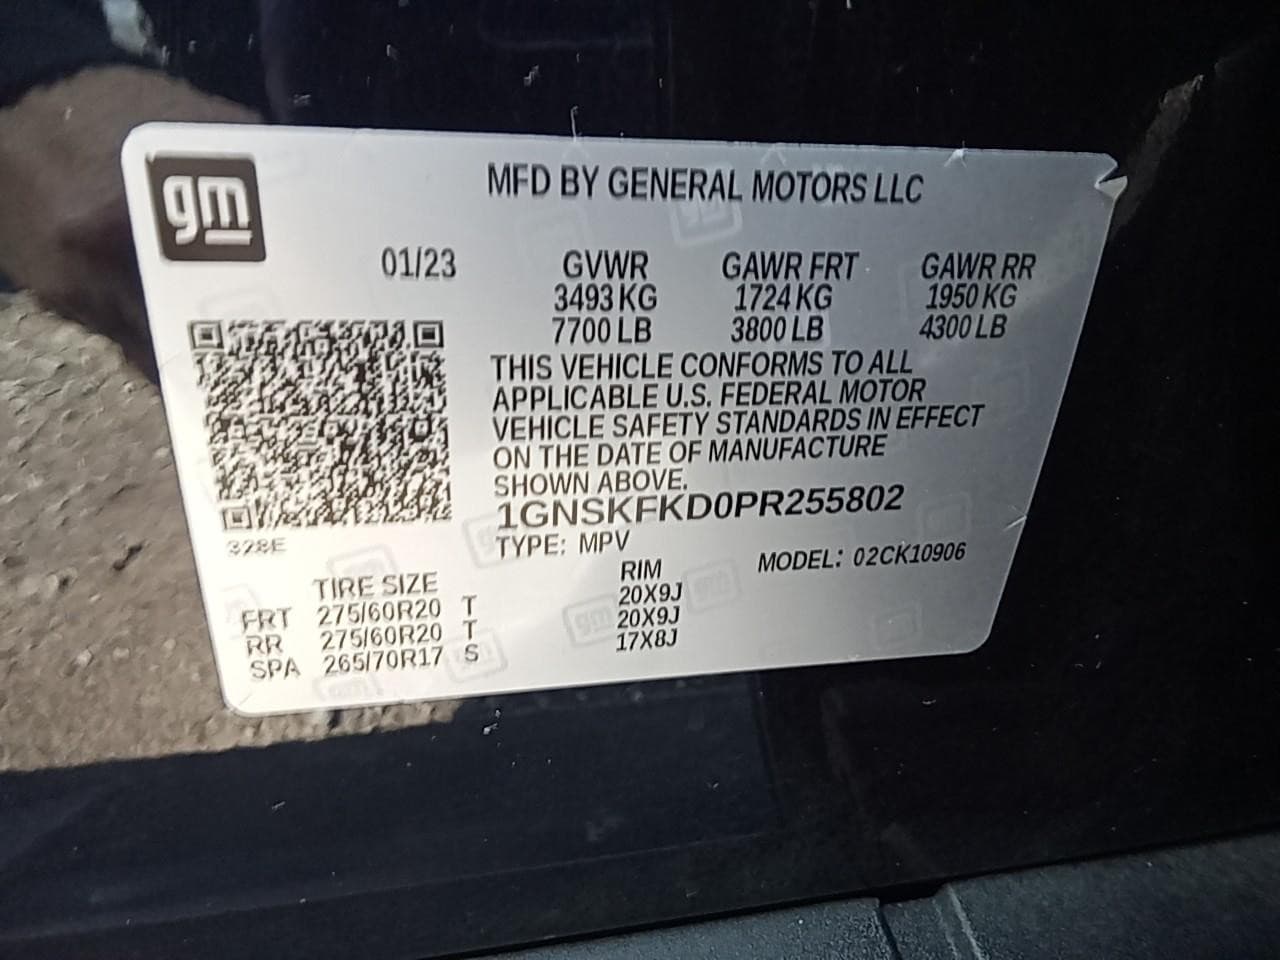 gm
MFD BY GENERAL MOTORS LLC
01/23 GVWR GAWR FRT GAWR RR
3493 KG 1724 KG 1950 KG
7700 LB 3800 LB 4300 LB
THIS VEHICLE CONFORMS TO ALL
APPLICABLE U.S. FEDERAL MOTOR
VEHICLE SAFETY STANDARDS IN EFFECT
ON THE DATE OF MANUFACTURE
SHOWN ABOVE.
1GNSKFKD0PR255802
328E
TYPE: MPV MODEL: 02CK10906
TIRE SIZE RIM
FRT 275/60R20 T 20X9J
RR 275/60R20 T 20X9J
SPA 265/70R17 S 17X8J